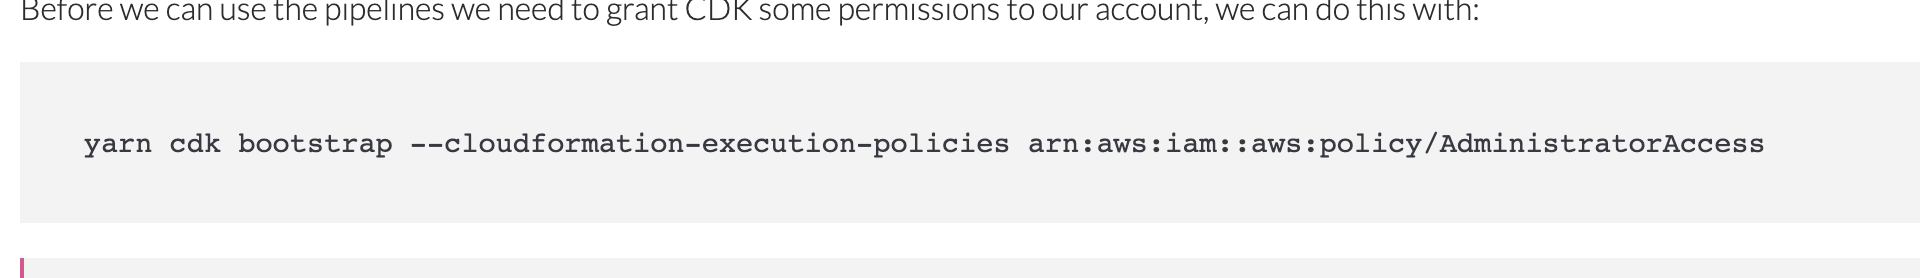 Before we can use the pipelines we need to grant CDK some permissions to our account, we can do this with:
yarn cdk bootstrap --cloudformation-execution-policies arn:aws:iam::aws:policy/AdministratorAccess